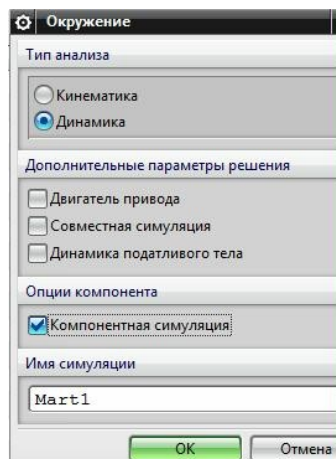 Окружение
Тип анализа
Кинематика
Динамика
Дополнительные параметры решения
Двигатель привода
Совместная симуляция
Динамика податливого тела
Опции компонента
Компонентная симуляция
Имя симуляции
Mart1
OK
Отмена